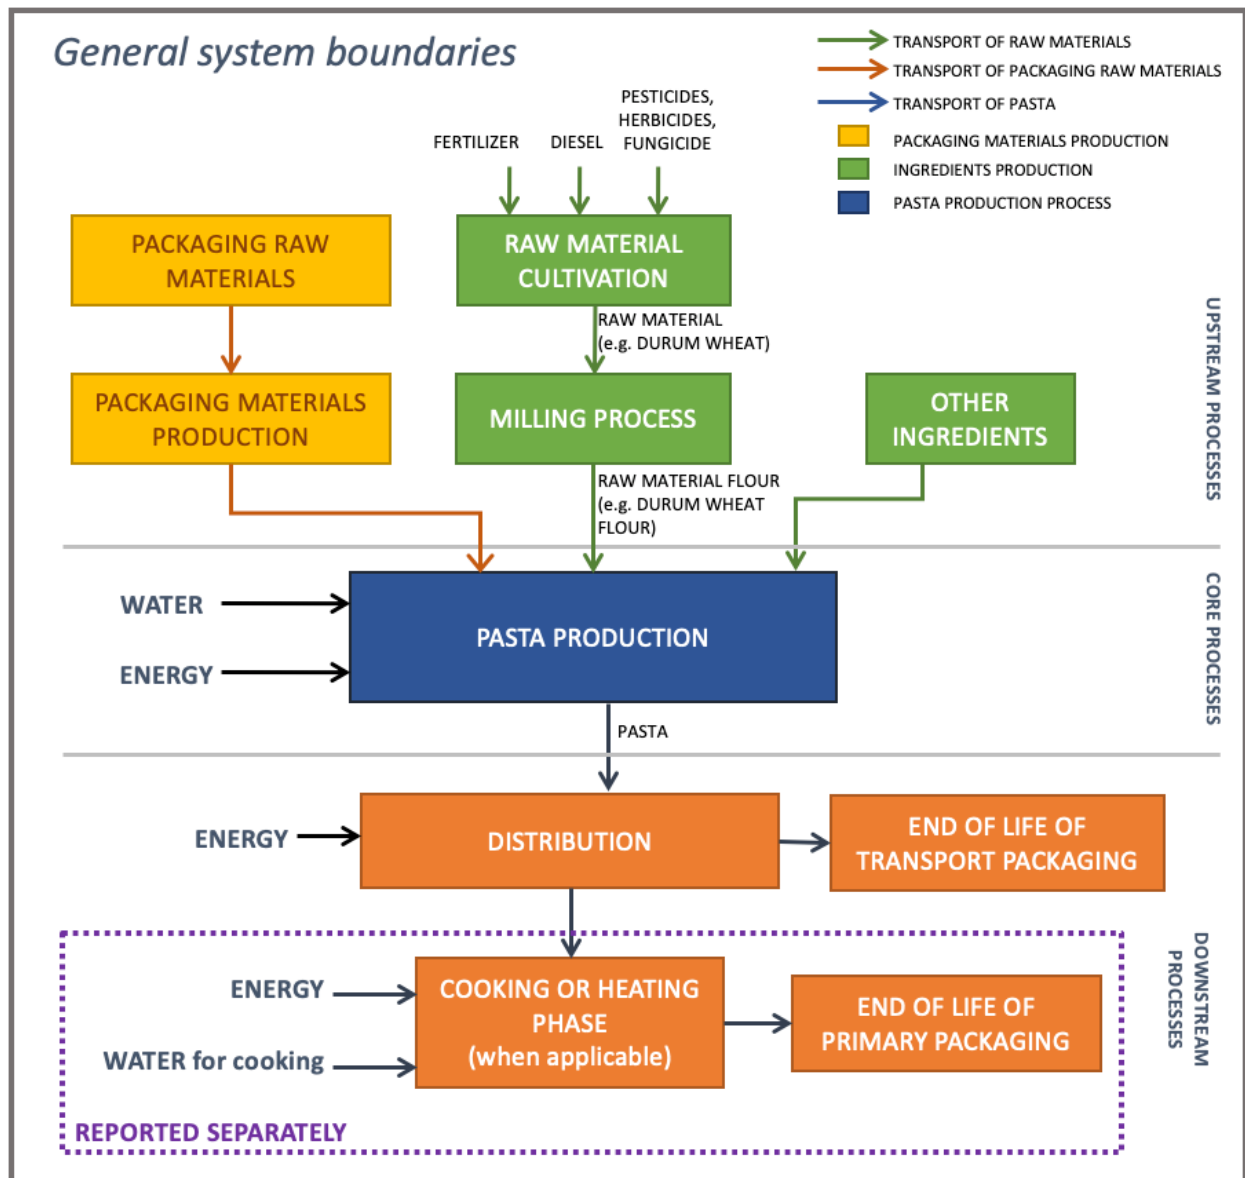 General system boundaries
TRANSPORT OF RAW MATERIALS
TRANSPORT OF PACKAGING RAW MATERIALS
TRANSPORT OF PASTA
PACKAGING MATERIALS PRODUCTION
INGREDIENTS PRODUCTION
PASTA PRODUCTION PROCESS
FERTILIZER
DIESEL
PESTICIDES,
HERBICIDES,
FUNGICIDE
PACKAGING RAW
MATERIALS
RAW MATERIAL
CULTIVATION
RAW MATERIAL
(e.g. DURUM WHEAT)
PACKAGING MATERIALS
PRODUCTION
MILLING PROCESS
OTHER
INGREDIENTS
RAW MATERIAL FLOUR
(e.g. DURUM WHEAT
FLOUR)
UPSTREAM PROCESSES
WATER
ENERGY
PASTA PRODUCTION
CORE PROCESSES
PASTA
ENERGY
DISTRIBUTION
END OF LIFE OF
TRANSPORT PACKAGING
ENERGY
WATER for cooking
COOKING OR HEATING
PHASE
(when applicable)
END OF LIFE OF
PRIMARY PACKAGING
DOWNSTREAM
PROCESSES
REPORTED SEPARATELY